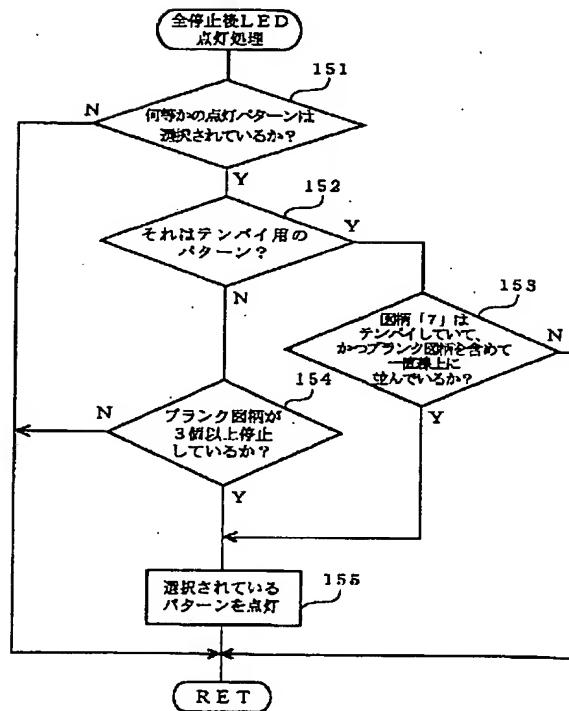 全停止後LED
点灯処理
151
N
何等かの点灯パターンは
選択されているか?
Y
152
それはテンパイ用の
パターン?
Y
N
153
図柄「7」は
テンパイしていて、
かつブランク図柄を含めて
一直線上に
並んでいるか?
N
Y
154
N
ブランク図柄が
3個以上停止
しているか?
Y
155
選択されている
パターンを点灯
RET